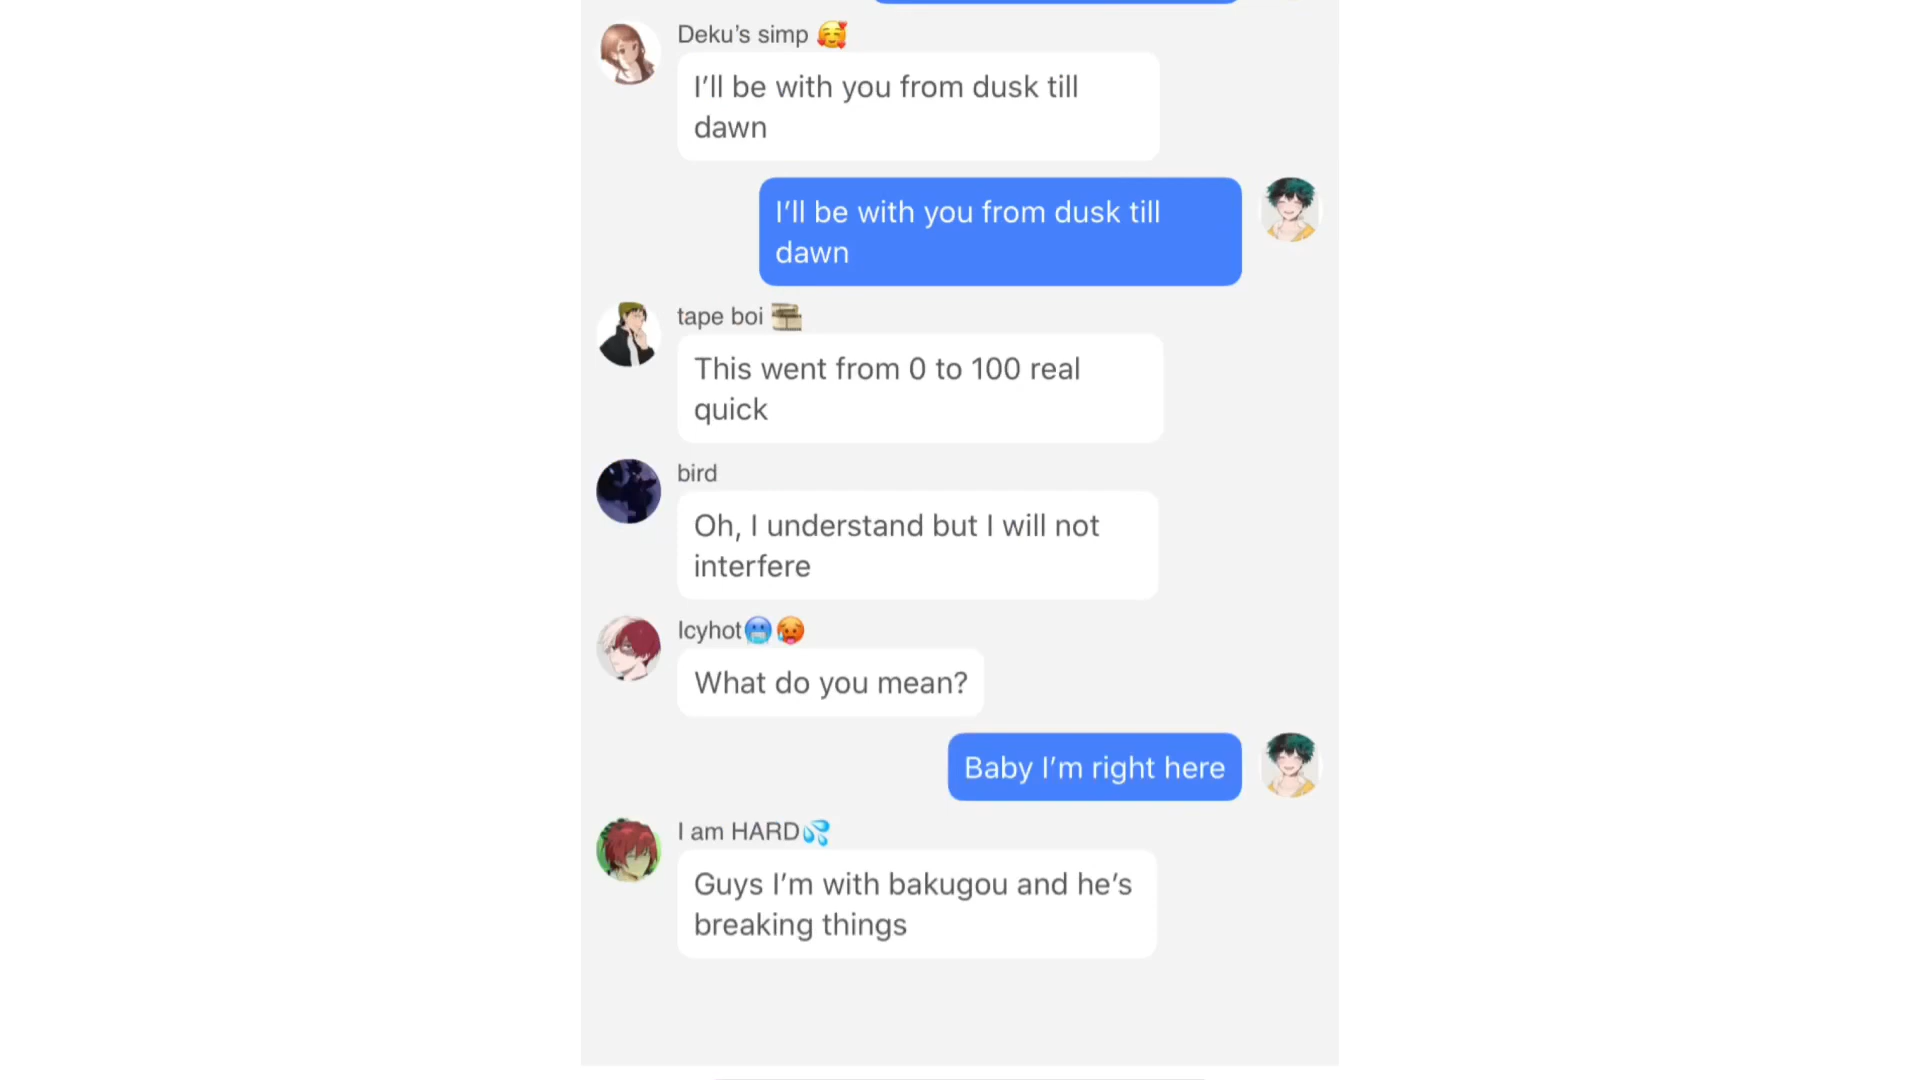 Deku’s simp 🥰
I’ll be with you from dusk till
dawn
I’ll be with you from dusk till
dawn
tape boi
This went from 0 to 100 real
quick
bird
Oh, I understand but I will not
interfere
Icyhot🥶🥵
What do you mean?
Baby I’m right here
I am HARD💦
Guys I’m with bakugou and he’s
breaking things